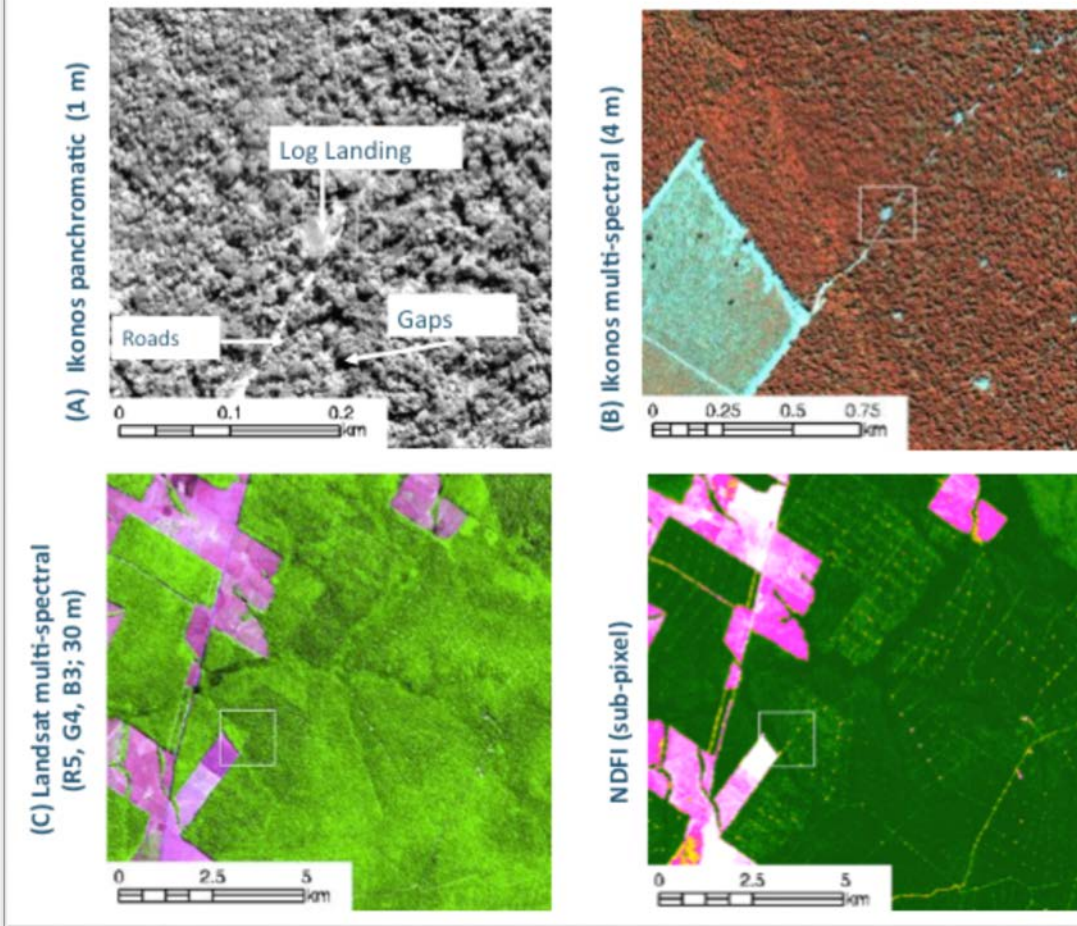 (A) Ikonos panchromatic (1 m)
Log Landing
Roads
Gaps
0 0.1 0.2
km
(B) Ikonos multi-spectral (4 m)
0 0.25 0.5 0.75
km
(C) Landsat multi-spectral
(R5, G4, B3; 30 m)
0 2.5 5
km
NDFI (sub-pixel)
0 2.5 5
km